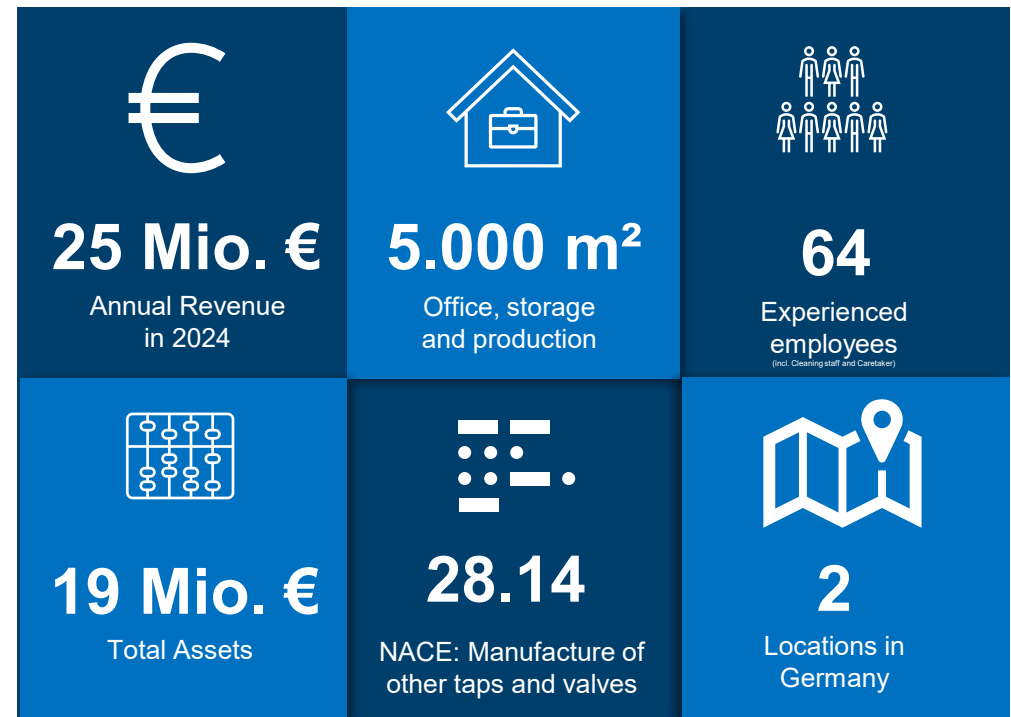 25 Mio. €
Annual Revenue
in 2024
5.000 m²
Office, storage
and production
64
Experienced
employees
(incl. Cleaning staff and Caretaker)
19 Mio. €
Total Assets
28.14
NACE: Manufacture of
other taps and valves
2
Locations in
Germany